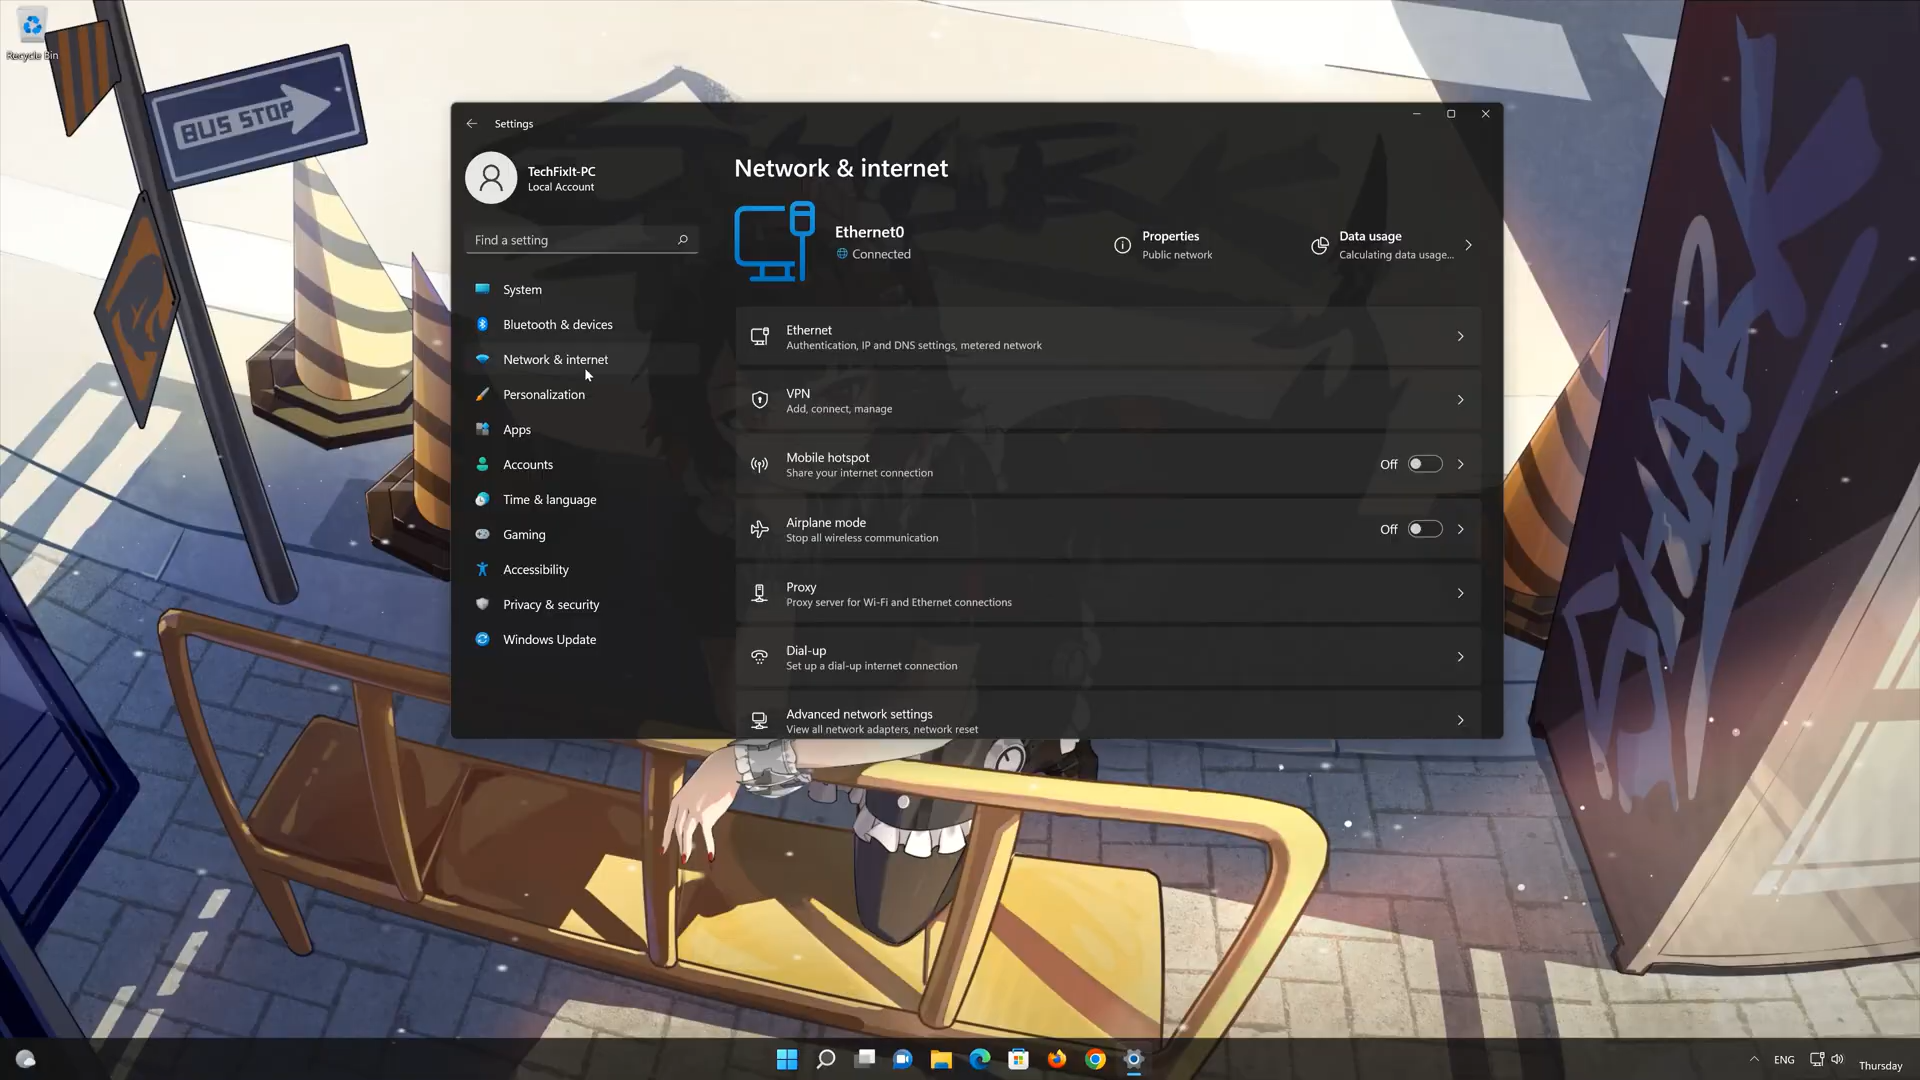 Recycle Bin
BUS STOP
Settings
TechFixIt-PC
Local Account
Find a setting
System
Bluetooth & devices
Network & internet
Personalization
Apps
Accounts
Time & language
Gaming
Accessibility
Privacy & security
Windows Update
Network & internet
Ethernet0
Connected
Properties
Public network
Data usage
Calculating data usage...
Ethernet
Authentication, IP and DNS settings, metered network
VPN
Add, connect, manage
Mobile hotspot
Share your internet connection
Off
Airplane mode
Stop all wireless communication
Off
Proxy
Proxy server for Wi-Fi and Ethernet connections
Dial-up
Set up a dial-up internet connection
Advanced network settings
View all network adapters, network reset
ENG
Thursday